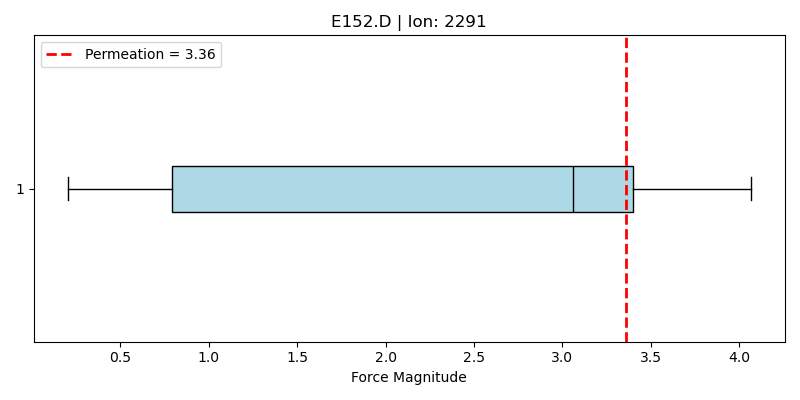 E152.D | Ion: 2291
Permeation = 3.36
1
0.5 1.0 1.5 2.0 2.5 3.0 3.5 4.0
Force Magnitude